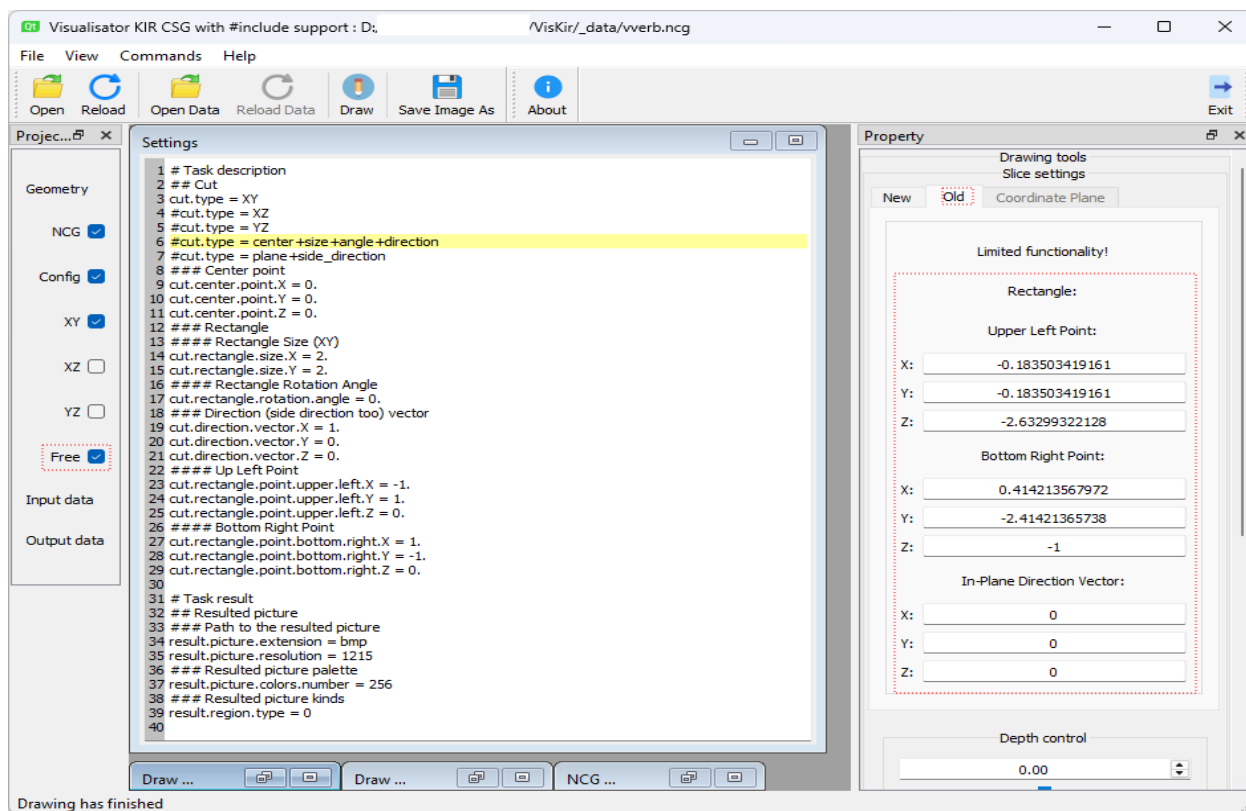 Visualisator KIR CSG with #include support : D:, /VisKir/_data/vverb.ncg
File View Commands Help
Open Reload Open Data Reload Data Draw Save Image As About Exit
Projec...
Geometry
NCG
Config
XY
XZ
YZ
Free
Input data
Output data
Settings
1 # Task description
2 ## Cut
3 cut.type = XY
4 #cut.type = XZ
5 #cut.type = YZ
6 #cut.type = center+size+angle+direction
7 #cut.type = plane+side_direction
8 ### Center point
9 cut.center.point.X = 0.
10 cut.center.point.Y = 0.
11 cut.center.point.Z = 0.
12 ### Rectangle
13 #### Rectangle Size (XY)
14 cut.rectangle.size.X = 2.
15 cut.rectangle.size.Y = 2.
16 #### Rectangle Rotation Angle
17 cut.rectangle.rotation.angle = 0.
18 ### Direction (side direction too) vector
19 cut.direction.vector.X = 1.
20 cut.direction.vector.Y = 0.
21 cut.direction.vector.Z = 0.
22 #### Up Left Point
23 cut.rectangle.point.upper.left.X = -1.
24 cut.rectangle.point.upper.left.Y = 1.
25 cut.rectangle.point.upper.left.Z = 0.
26 #### Bottom Right Point
27 cut.rectangle.point.bottom.right.X = 1.
28 cut.rectangle.point.bottom.right.Y = -1.
29 cut.rectangle.point.bottom.right.Z = 0.
30
31 # Task result
32 ## Resulted picture
33 ### Path to the resulted picture
34 result.picture.extension = bmp
35 result.picture.resolution = 1215
36 ### Resulted picture palette
37 result.picture.colors.number = 256
38 ### Resulted picture kinds
39 result.region.type = 0
40
Draw ... Draw ... NCG ...
Property
Drawing tools
Slice settings
New Old Coordinate Plane
Limited functionality!
Rectangle:
Upper Left Point:
X: -0.183503419161
Y: -0.183503419161
Z: -2.63299322128
Bottom Right Point:
X: 0.414213567972
Y: -2.41421365738
Z: -1
In-Plane Direction Vector:
X: 0
Y: 0
Z: 0
Depth control
0.00
Drawing has finished